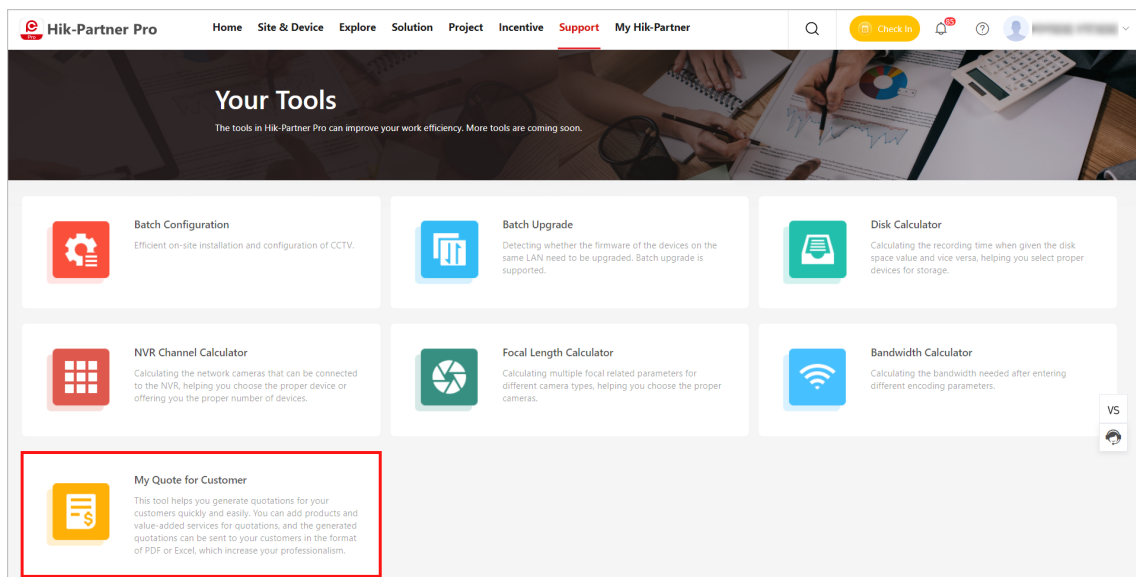 Hik-Partner Pro Home Site & Device Explore Solution Project Incentive Support My Hik-Partner Check In 85
Pro
Your Tools
The tools in Hik-Partner Pro can improve your work efficiency. More tools are coming soon.
Batch Configuration
Efficient on-site installation and configuration of CCTV.
Batch Upgrade
Detecting whether the firmware of the devices on the
same LAN need to be upgraded. Batch upgrade is
supported.
Disk Calculator
Calculating the recording time when given the disk
space value and vice versa, helping you select proper
devices for storage.
NVR Channel Calculator
Calculating the network cameras that can be connected
to the NVR, helping you choose the proper device or
offering you the proper number of devices.
Focal Length Calculator
Calculating multiple focal related parameters for
different camera types, helping you choose the proper
cameras.
Bandwidth Calculator
Calculating the bandwidth needed after entering
different encoding parameters.
VS
My Quote for Customer
This tool helps you generate quotations for your
customers quickly and easily. You can add products and
value-added services for quotations, and the generated
quotations can be sent to your customers in the format
of PDF or Excel, which increase your professionalism.